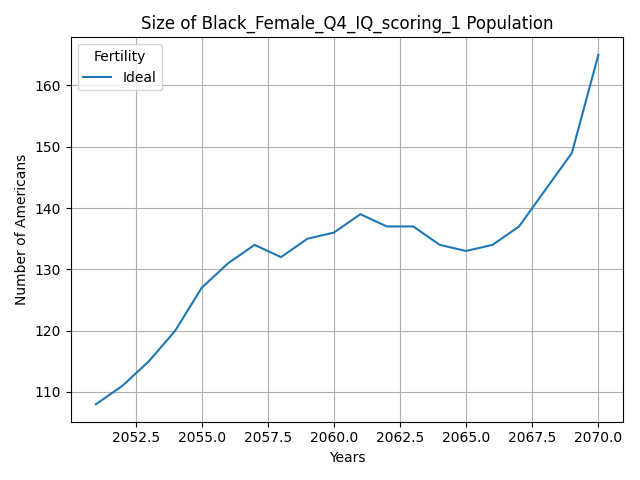 Size of Black_Female_Q4_IQ_scoring_1 Population
Fertility
Ideal
Number of Americans
160
150
140
130
120
110
2052.5 2055.0 2057.5 2060.0 2062.5 2065.0 2067.5 2070.0
Years